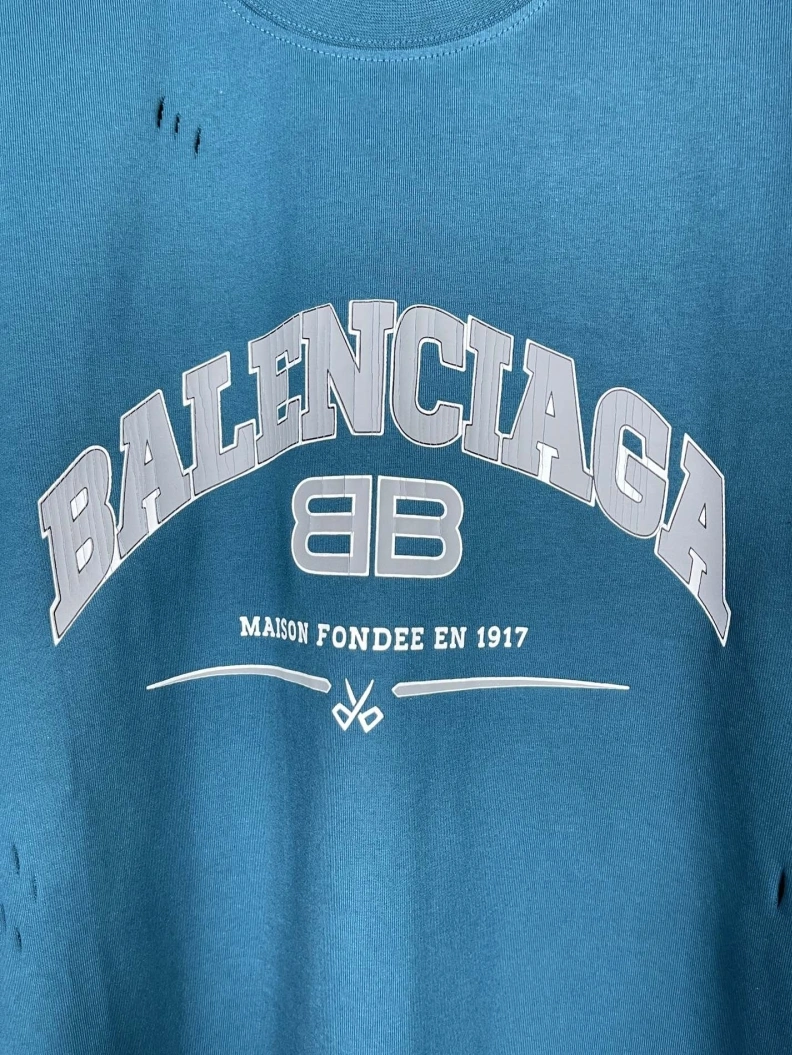 BALENCIAGA
BB
MAISON FONDEE EN 1917